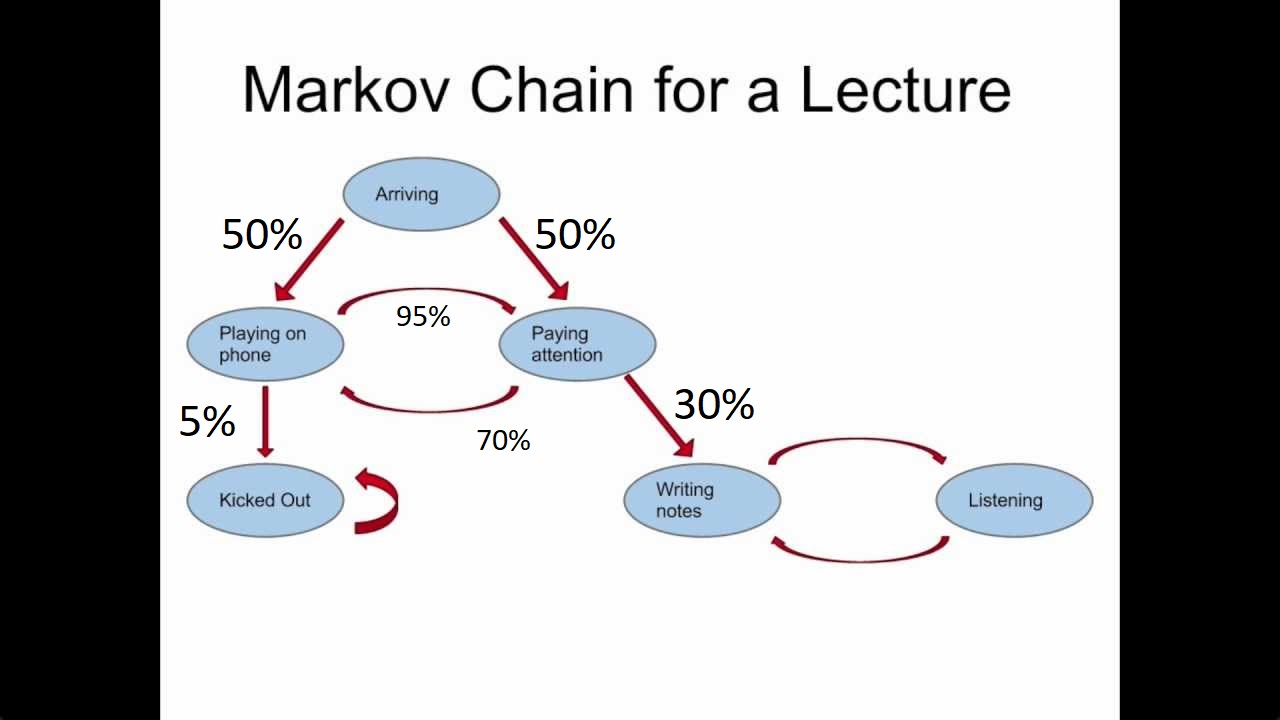 Markov Chain for a Lecture
Arriving
50%
50%
95%
Playing on
phone
Paying
attention
5%
30%
70%
Kicked Out
Writing
notes
Listening